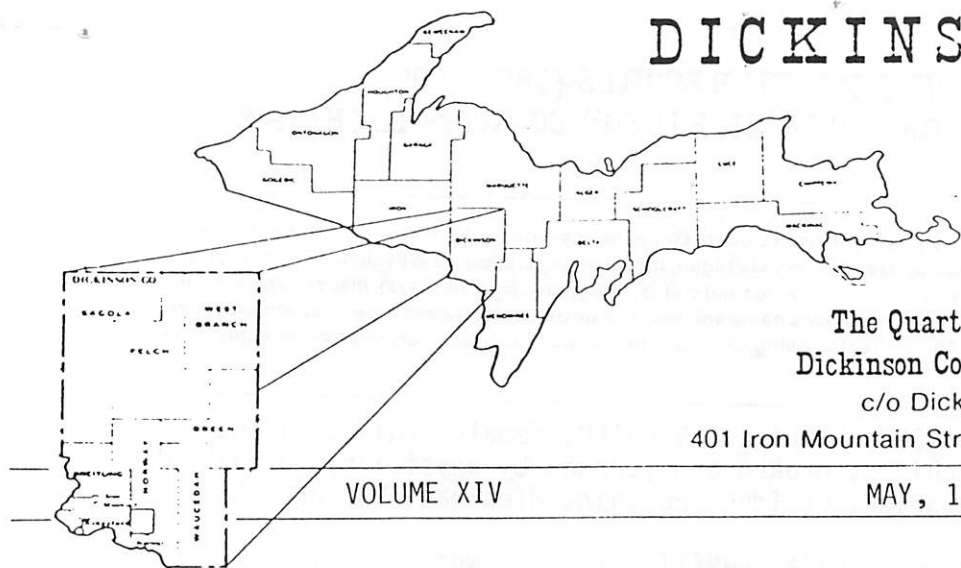 DICKINS
KEWEENAW
HOUGHTON
ONTONAGON
BARAGA
GOGEBIC
IRON
MARQUETTE
ALGER
LUCE
CHIPPEWA
SCHOOLCRAFT
MACKINAC
DICKINSON
DELTA
MENOMINEE
DICKINSON CO
SAGOLA
WEST
BRANCH
FELCH
BREEN
BREITUNG
NORWAY
WAUCEDAH
The Quart
Dickinson Co
c/o Dick
401 Iron Mountain Str
VOLUME XIV
MAY, 1